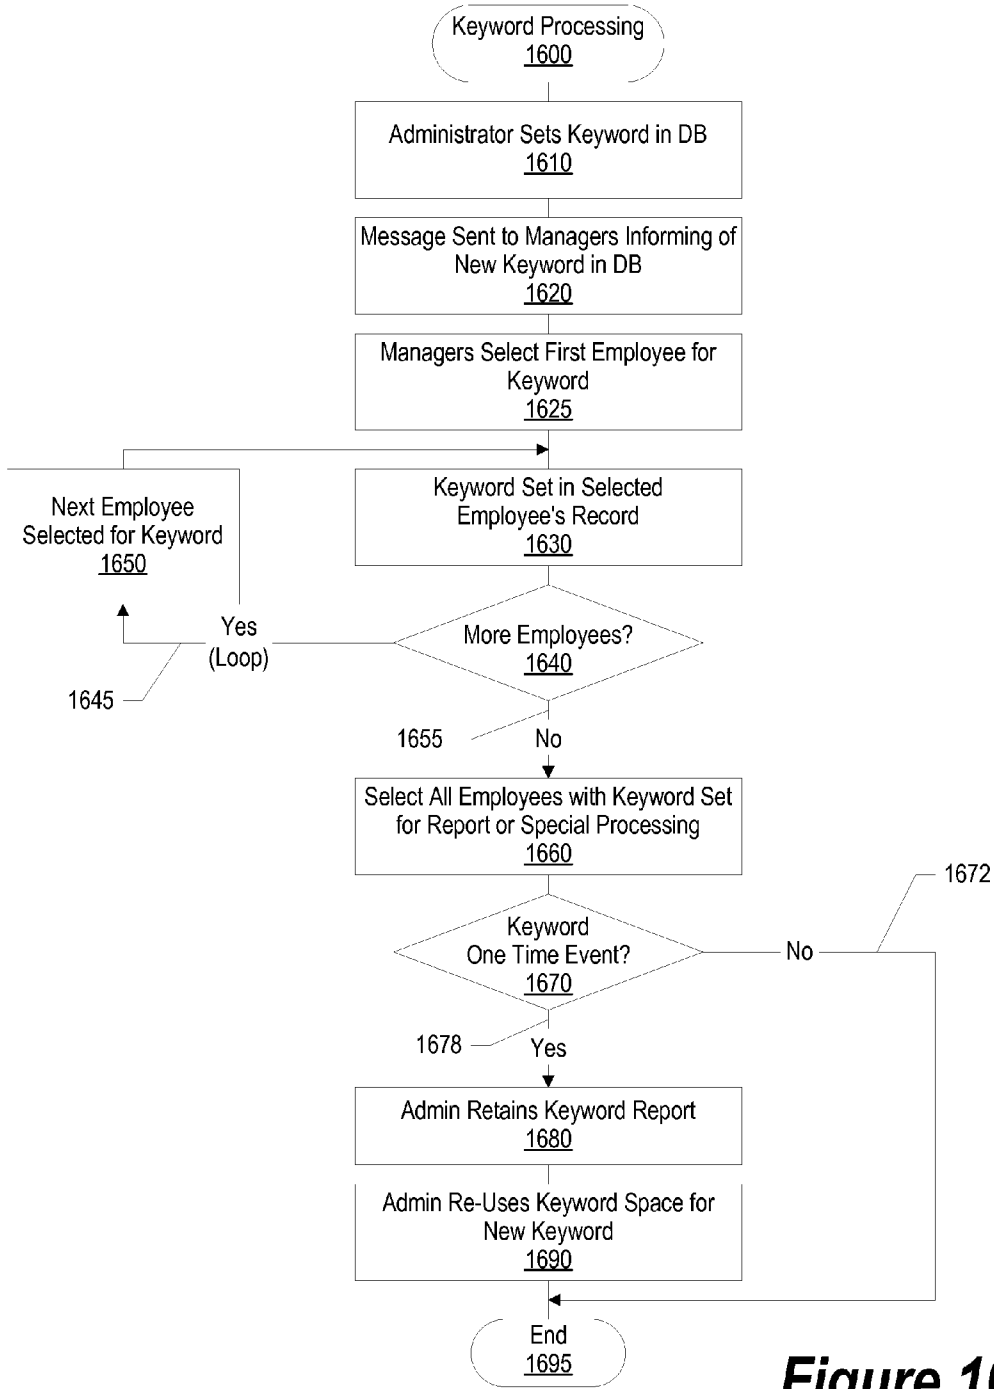 Keyword Processing
1600
Administrator Sets Keyword in DB
1610
Message Sent to Managers Informing of
New Keyword in DB
1620
Managers Select First Employee for
Keyword
1625
Next Employee
Selected for Keyword
1650
Keyword Set in Selected
Employee's Record
1630
More Employees?
1640
Yes
(Loop)
1645
1655
No
Select All Employees with Keyword Set
for Report or Special Processing
1660
1672
Keyword
One Time Event?
1670
No
1678
Yes
Admin Retains Keyword Report
1680
Admin Re-Uses Keyword Space for
New Keyword
1690
End
1695
Figure